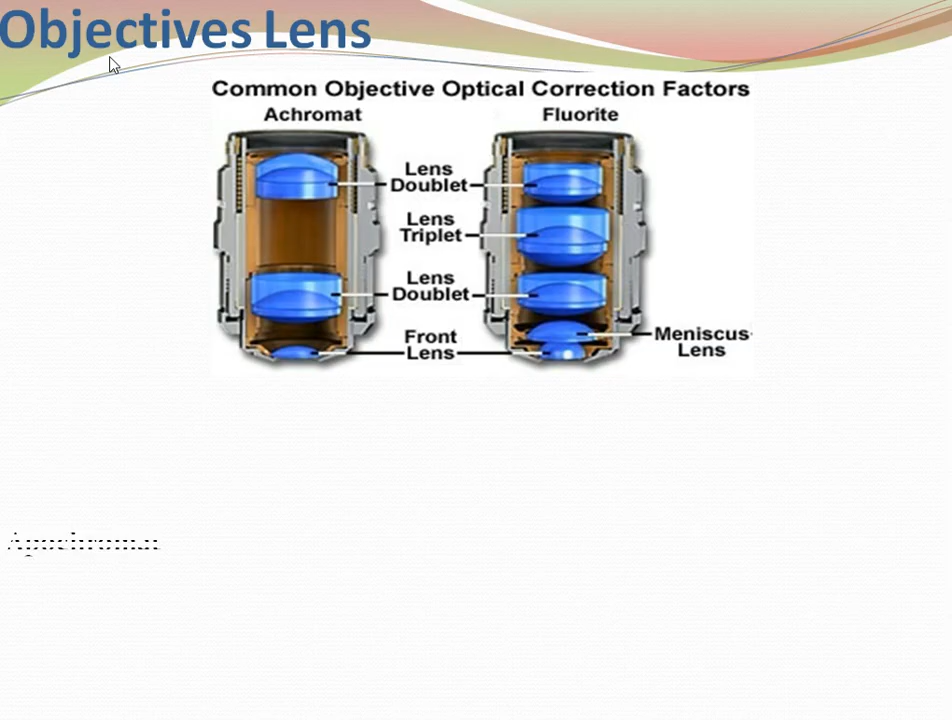 Objectives Lens
Common Objective Optical Correction Factors
Achromat
Fluorite
Lens
Doublet
Lens
Triplet
Lens
Doublet
Front
Lens
Meniscus
Lens